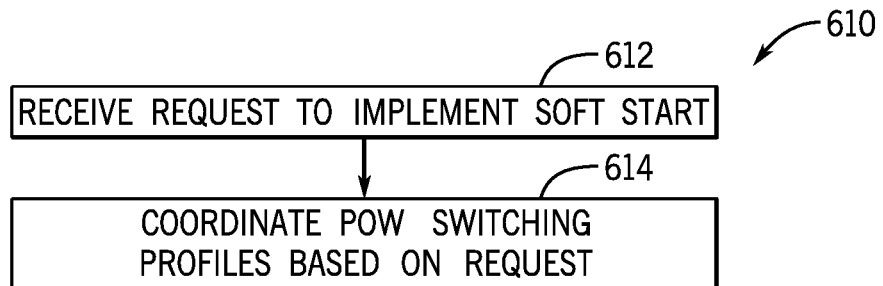 610
612
RECEIVE REQUEST TO IMPLEMENT SOFT START
614
COORDINATE POW SWITCHING
PROFILES BASED ON REQUEST